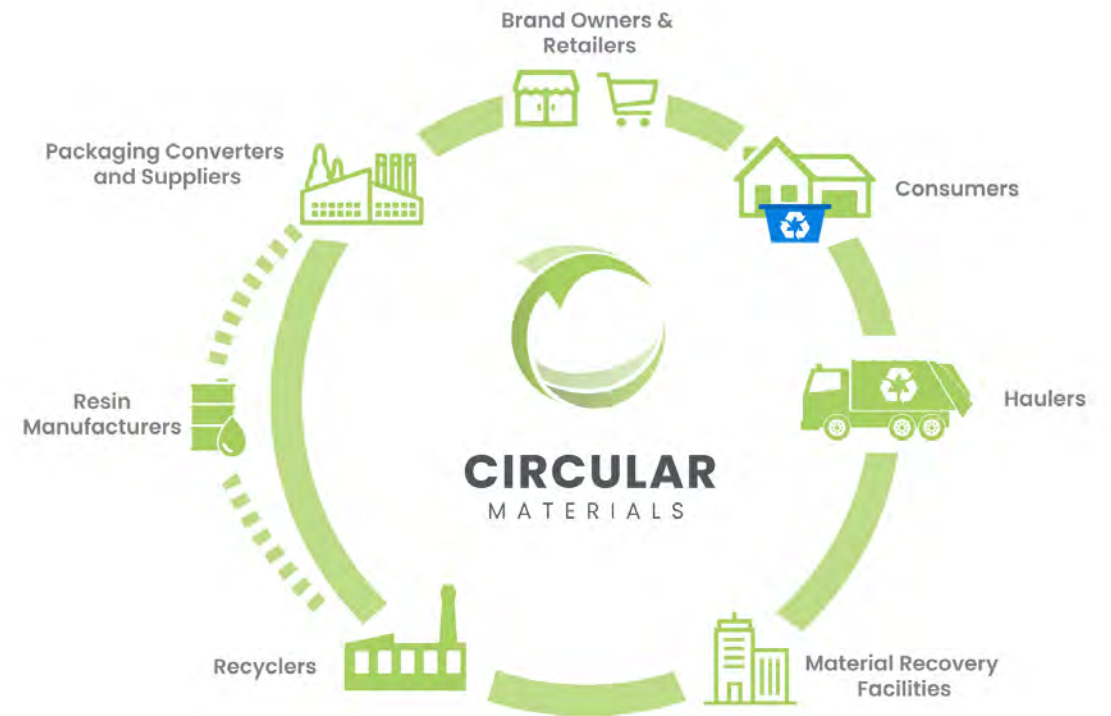 Brand Owners &
Retailers
Packaging Converters
and Suppliers
Consumers
Resin
Manufacturers
Haulers
CIRCULAR
MATERIALS
Recyclers
Material Recovery
Facilities